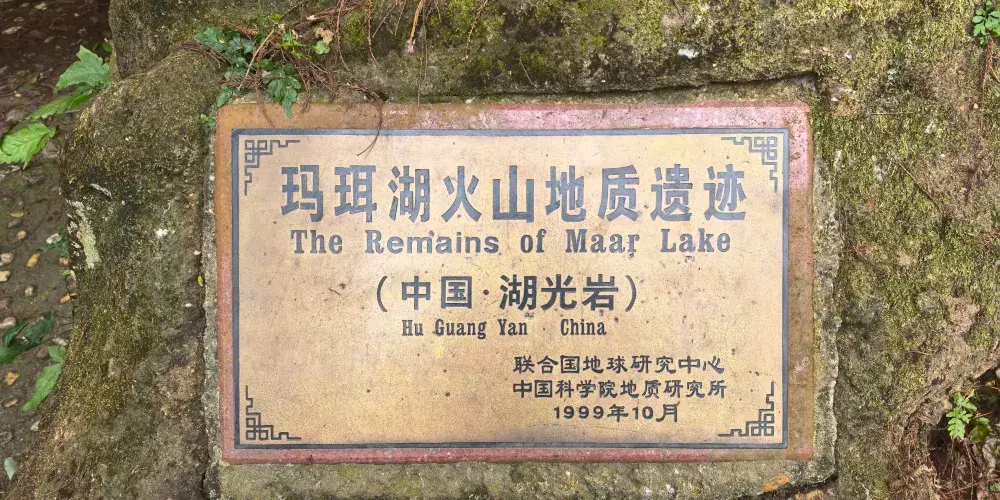 玛珥湖火山地质遗迹
The Remains of Maar Lake
（中国·湖光岩）
Hu Guang Yan China
联合国地球研究中心
中国科学院地质研究所
1999年10月